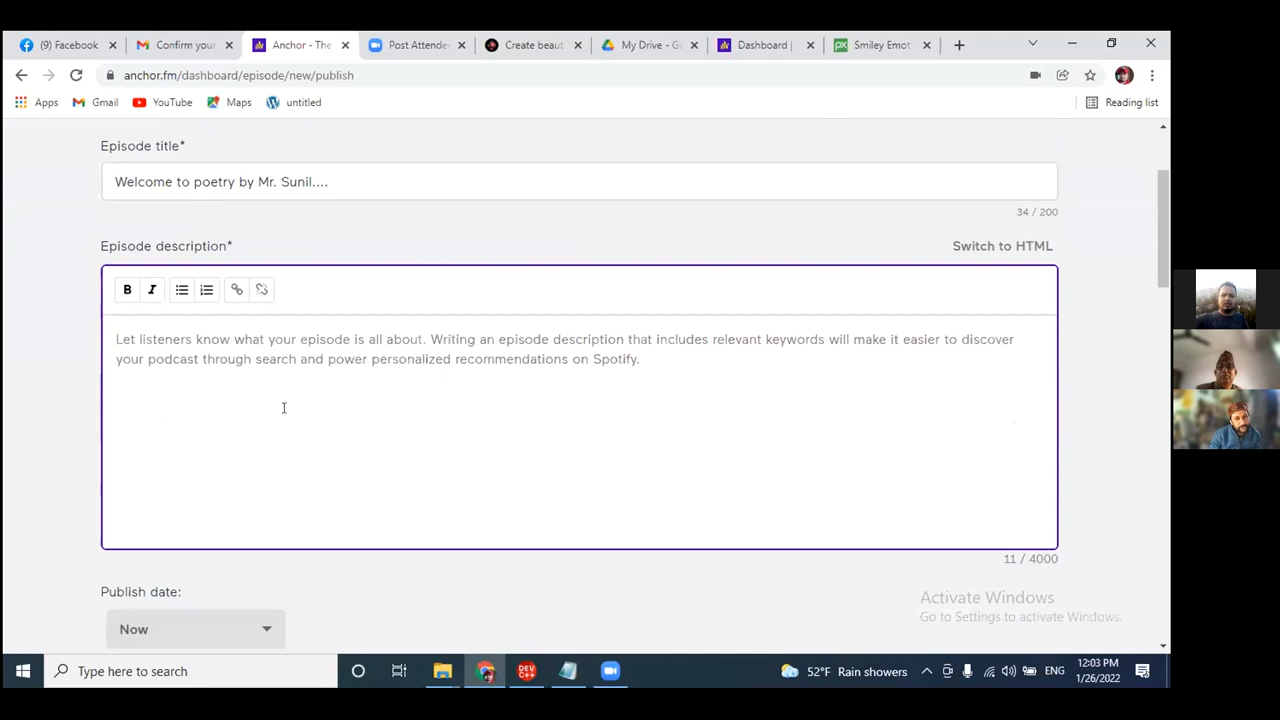 (9) Facebook
Confirm your
Anchor - The
Post Attende
Create beaut
My Drive - Go
Dashboard |
Smiley Emot
anchor.fm/dashboard/episode/new/publish
Apps
Gmail
YouTube
Maps
untitled
Reading list
Episode title*
Welcome to poetry by Mr. Sunil....
34 / 200
Episode description*
Switch to HTML
B I
Let listeners know what your episode is all about. Writing an episode description that includes relevant keywords will make it easier to discover
your podcast through search and power personalized recommendations on Spotify.
11 / 4000
Publish date:
Now
Activate Windows
Go to Settings to activate Windows.
Type here to search
DEV
C++
52°F Rain showers
ENG
12:03 PM
1/26/2022